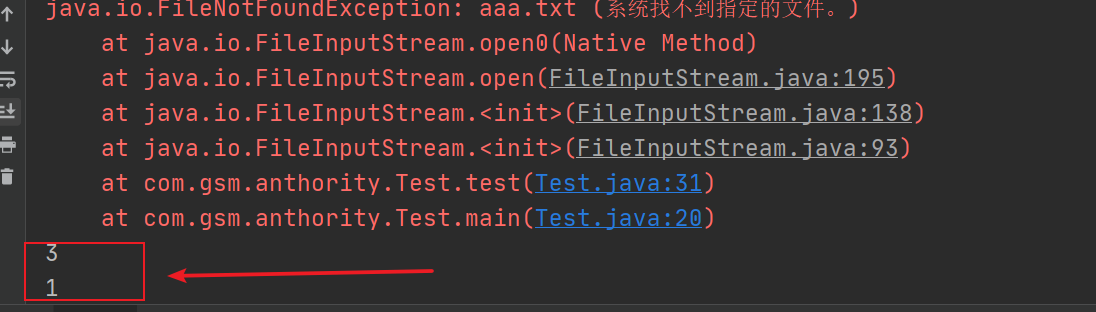 java.io.FileNotFoundException: aaa.txt (系统找不到指定的文件。)
at java.io.FileInputStream.open0(Native Method)
at java.io.FileInputStream.open(FileInputStream.java:195)
at java.io.FileInputStream.<init>(FileInputStream.java:138)
at java.io.FileInputStream.<init>(FileInputStream.java:93)
at com.gsm.anthority.Test.test(Test.java:31)
at com.gsm.anthority.Test.main(Test.java:20)
3
1